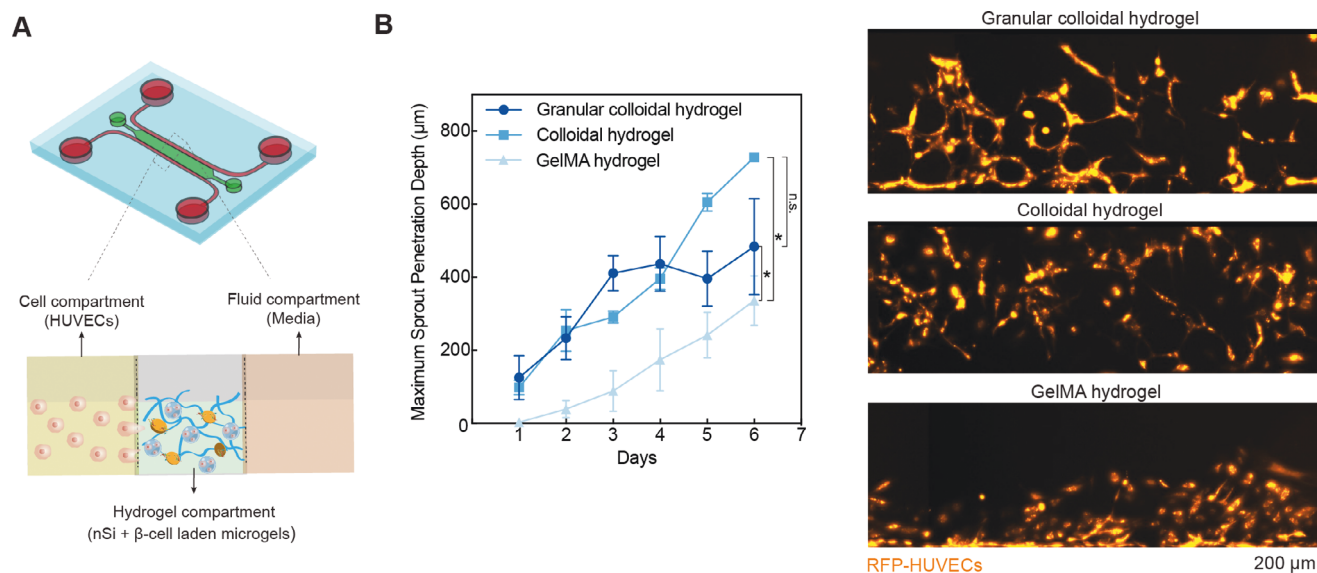 A
Cell compartment
(HUVECs)
Fluid compartment
(Media)
Hydrogel compartment
(nSi + β-cell laden microgels)
B
Maximum Sprout Penetration Depth (μm)
800
600
400
200
0
1 2 3 4 5 6 7
Days
Granular colloidal hydrogel
Colloidal hydrogel
GelMA hydrogel
n.s.
*
*
Granular colloidal hydrogel
Colloidal hydrogel
GelMA hydrogel
RFP-HUVECs
200 μm